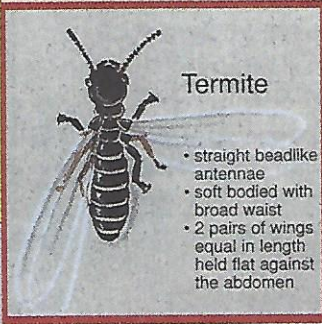 Termite
• straight beadlike
antennae
• soft bodied with
broad waist
• 2 pairs of wings
equal in length
held flat against
the abdomen